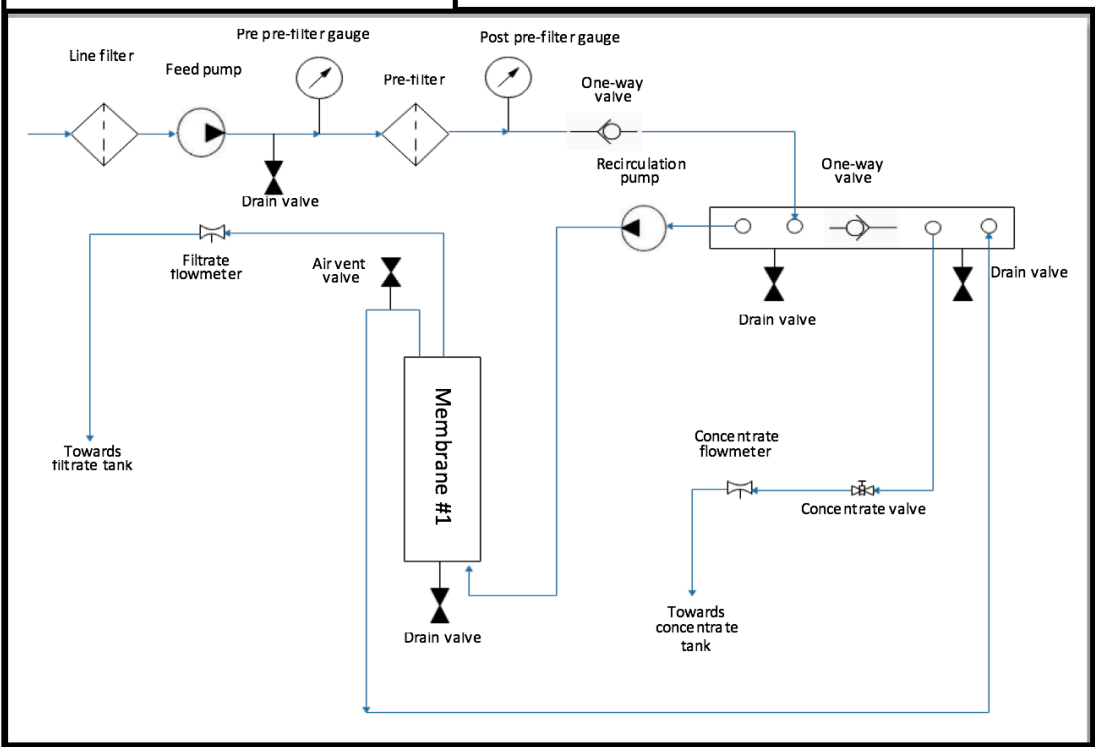 Pre pre-filter gauge
Post pre-filter gauge
Line filter
Feed pump
Pre-filter
One-way
valve
Recirculation
pump
One-way
valve
Drain valve
Filtrate
flowmeter
Air vent
valve
Drain valve
Drain valve
Membrane #1
Towards
filtrate tank
Concentrate
flowmeter
Concentrate valve
Drain valve
Towards
concentrate
tank